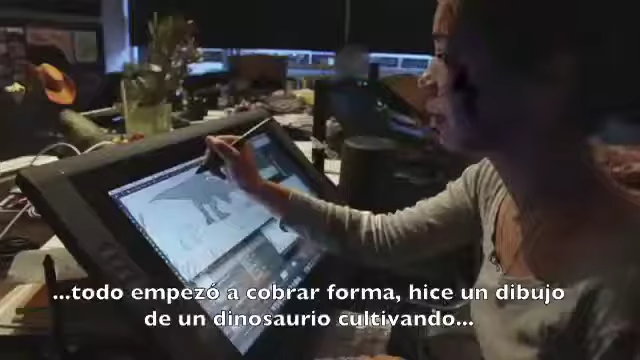 ...todo empezó a cobrar forma, hice un dibujo
de un dinosaurio cultivando...